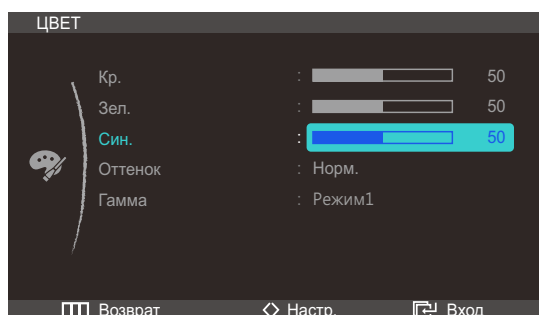 ЦВЕТ
Кр. : 50
Зел. : 50
Син. : 50
Оттенок : Норм.
Гамма : Режим1
Возврат Настр. Вход